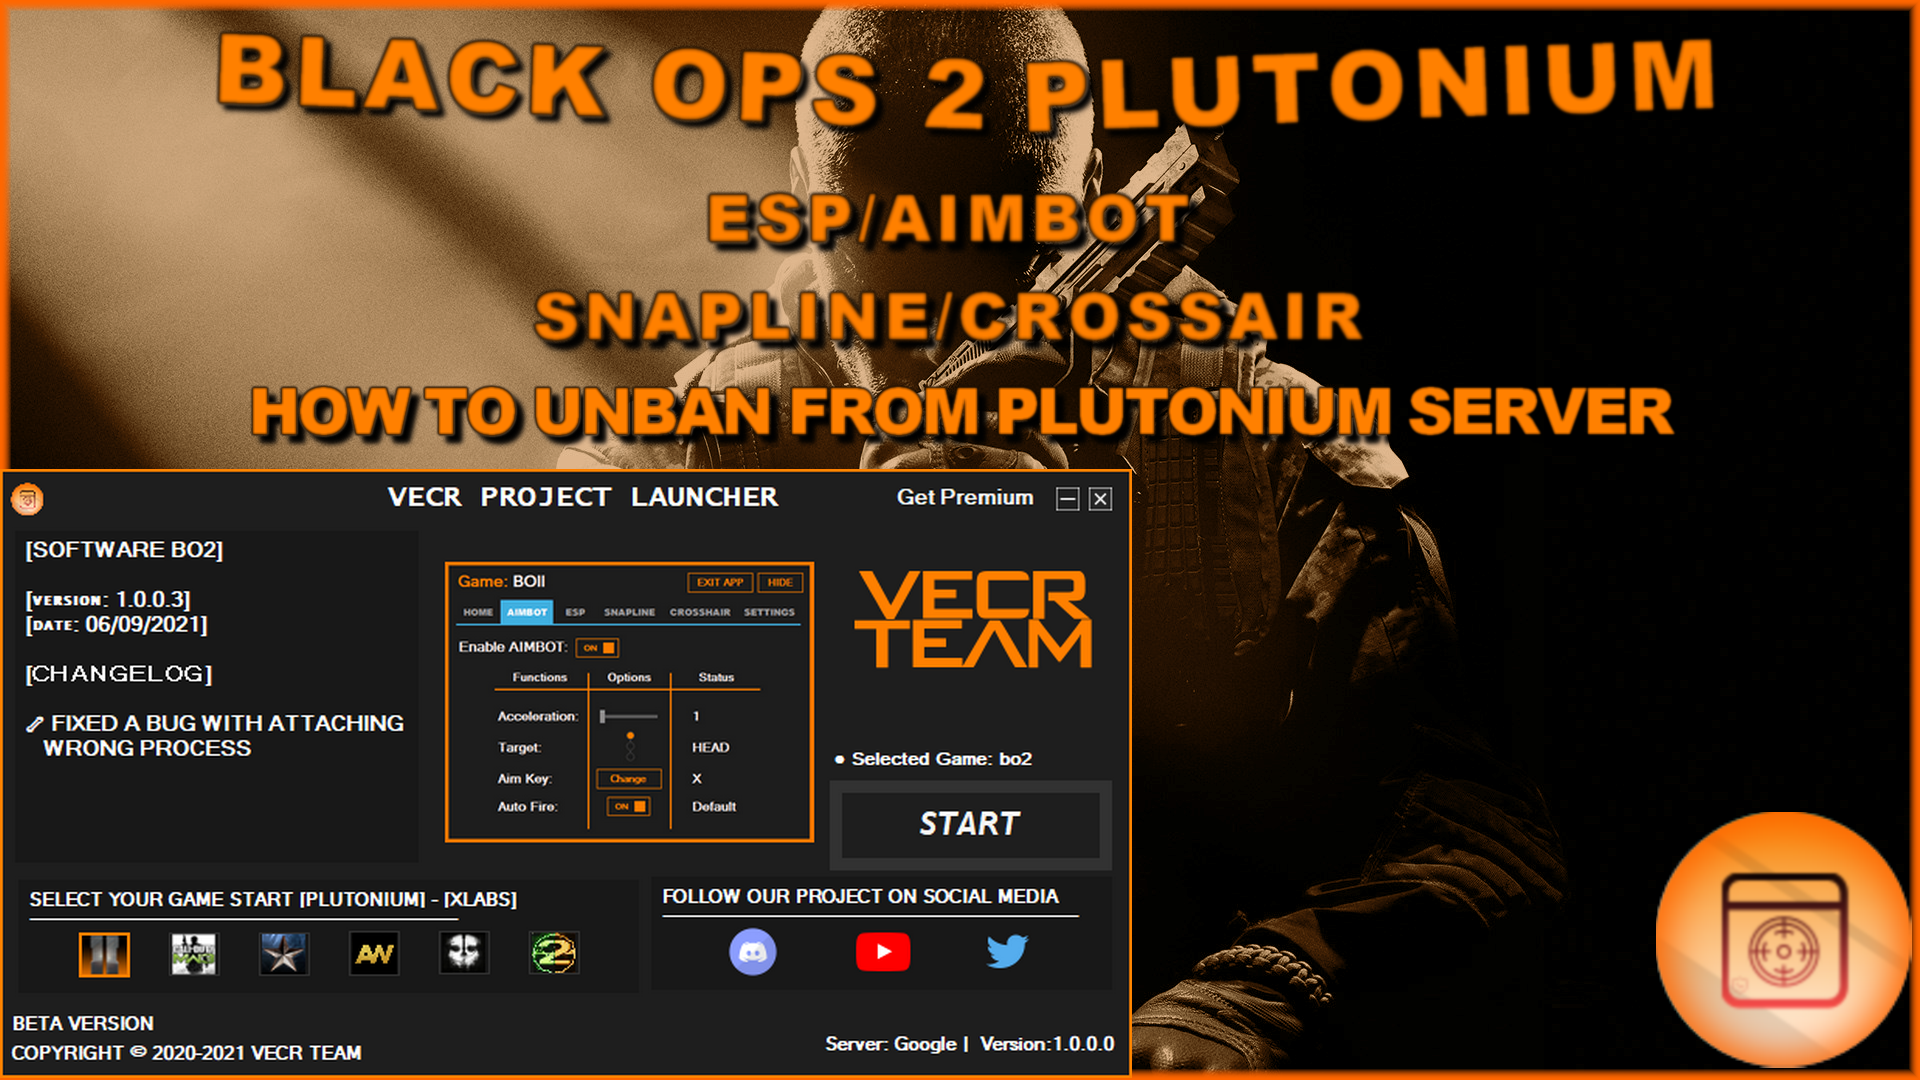 BLACK OPS 2 PLUTONIUM
ESP/AIMBOT
SNAPLINE/CROSSAIR
HOW TO UNBAN FROM PLUTONIUM SERVER
VECR PROJECT LAUNCHER
Get Premium
[SOFTWARE BO2]
[VERSION: 1.0.0.3]
[DATE: 06/09/2021]
[CHANGELOG]
FIXED A BUG WITH ATTACHING
WRONG PROCESS
Game: BOII
EXIT APP
HIDE
HOME AIMBOT ESP SNAPLINE CROSSHAIR SETTINGS
Enable AIMBOT: ON
Functions Options Status
Acceleration: 1
Target: HEAD
Aim Key: Change X
Auto Fire: ON Default
VECR
TEAM
• Selected Game: bo2
START
SELECT YOUR GAME START [PLUTONIUM] - [XLABS]
AW
2
FOLLOW OUR PROJECT ON SOCIAL MEDIA
BETA VERSION
COPYRIGHT © 2020-2021 VECR TEAM
Server: Google | Version:1.0.0.0